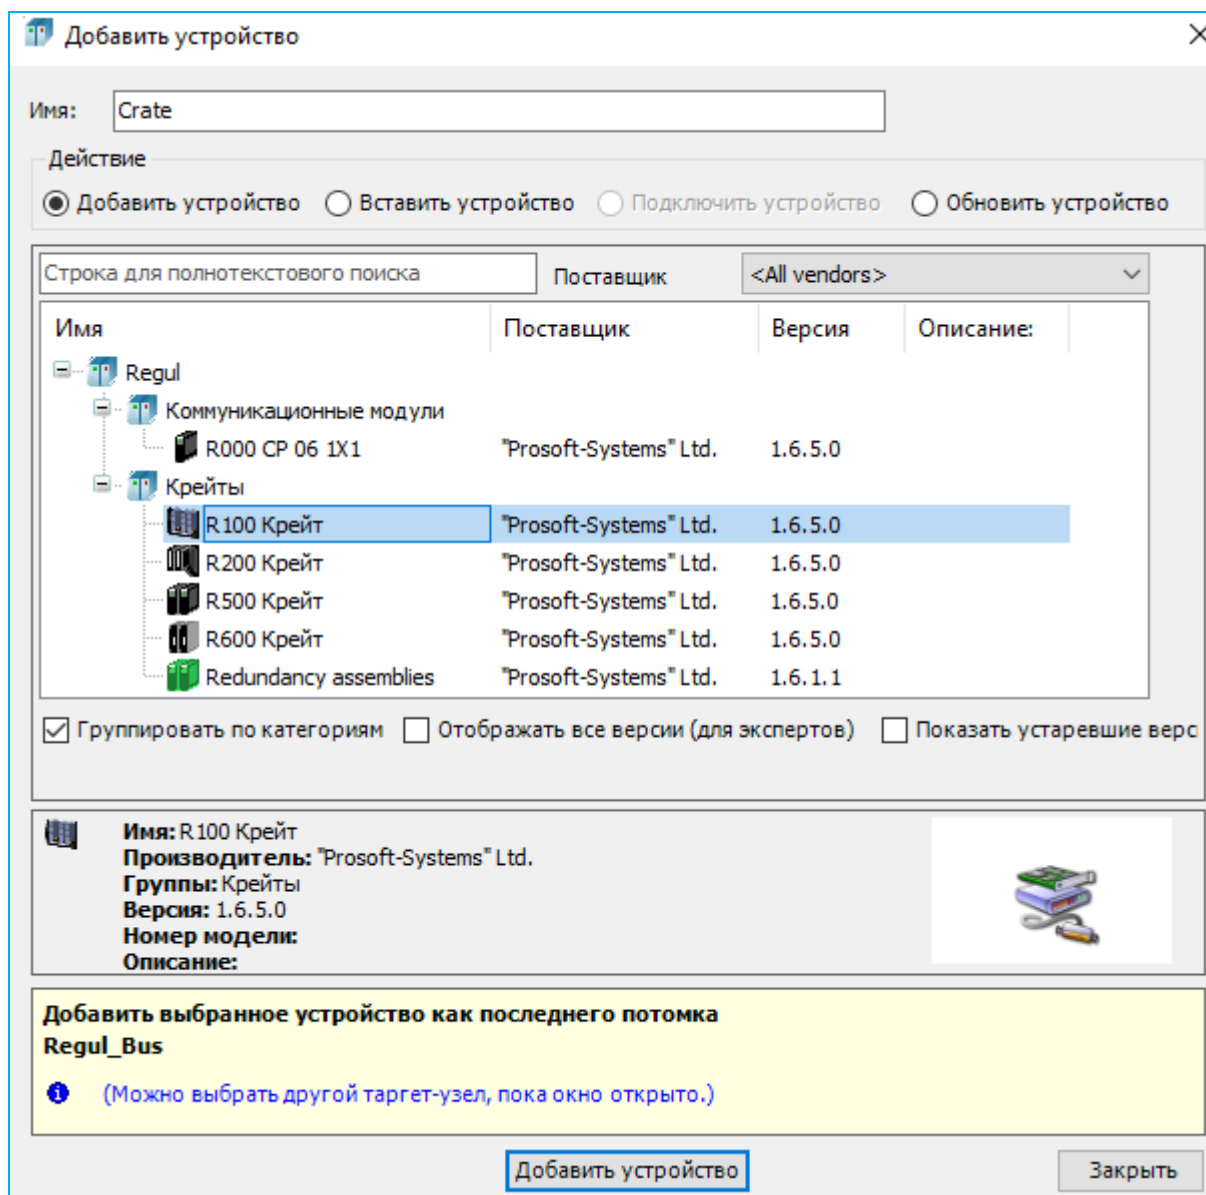 Добавить устройство
Имя: Crate
Действие
Добавить устройство Вставить устройство Подключить устройство Обновить устройство
Строка для полнотекстового поиска Поставщик <All vendors>
Имя Поставщик Версия Описание:
Regul
Коммуникационные модули
R000 CP 06 1X1 "Prosoft-Systems" Ltd. 1.6.5.0
Крейты
R100 Крейт "Prosoft-Systems" Ltd. 1.6.5.0
R200 Крейт "Prosoft-Systems" Ltd. 1.6.5.0
R500 Крейт "Prosoft-Systems" Ltd. 1.6.5.0
R600 Крейт "Prosoft-Systems" Ltd. 1.6.5.0
Redundancy assemblies "Prosoft-Systems" Ltd. 1.6.1.1
Группировать по категориям Отображать все версии (для экспертов) Показать устаревшие верс
Имя: R100 Крейт
Производитель: "Prosoft-Systems" Ltd.
Группы: Крейты
Версия: 1.6.5.0
Номер модели:
Описание:
Добавить выбранное устройство как последнего потомка
Regul_Bus
(Можно выбрать другой таргет-узел, пока окно открыто.)
Добавить устройство Закрыть